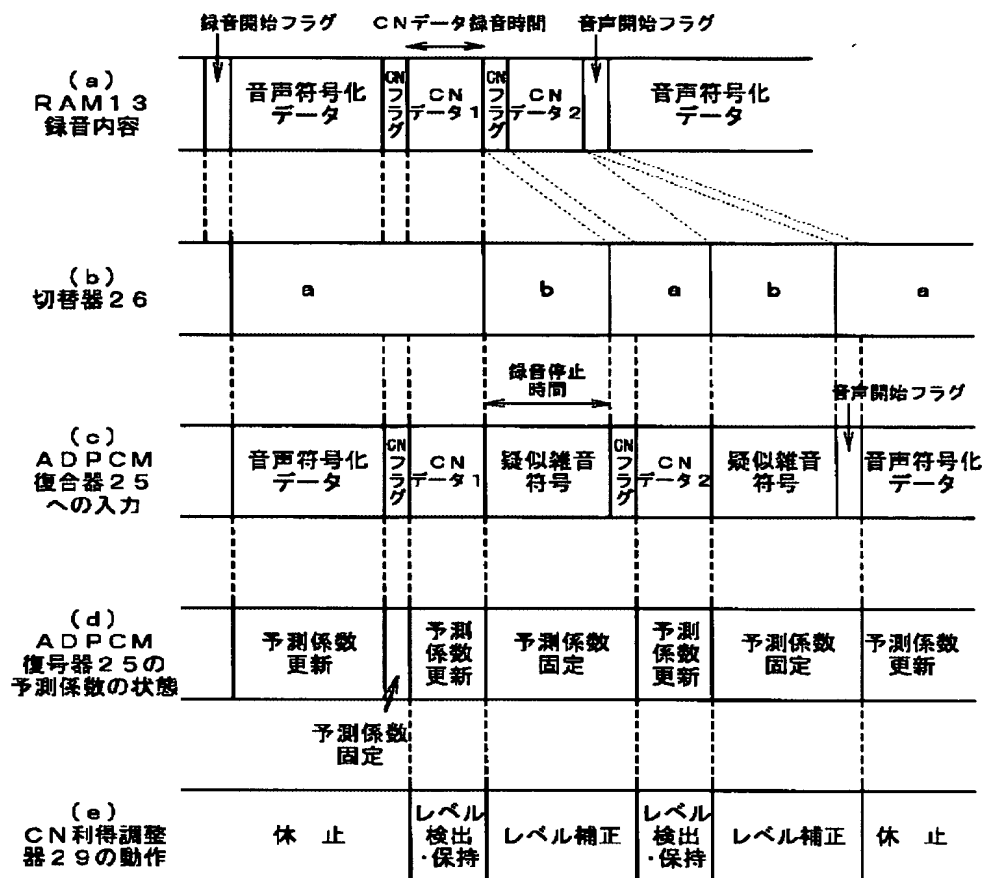 録音開始フラグ
CNデータ録音時間
音声開始フラグ
(a)
RAM13
録音内容
音声符号化
データ
CN
フラグ
CN
データ1
CN
フラグ
CN
データ2
音声符号化
データ
(b)
切替器26
a
b
a
b
a
録音停止
時間
音声開始フラグ
(c)
ADPCM
復合器25
への入力
音声符号化
データ
CN
フラグ
CN
データ1
疑似雑音
符号
CN
フラグ
CN
データ2
疑似雑音
符号
音声符号化
データ
(d)
ADPCM
復号器25の
予測係数の状態
予測係数
更新
予測
係数
更新
予測係数
固定
予測
係数
更新
予測係数
固定
予測係数
更新
予測係数
固定
(e)
CN利得調整
器29の動作
休 止
レベル
検出
・保持
レベル補正
レベル
検出
・保持
レベル補正
休 止